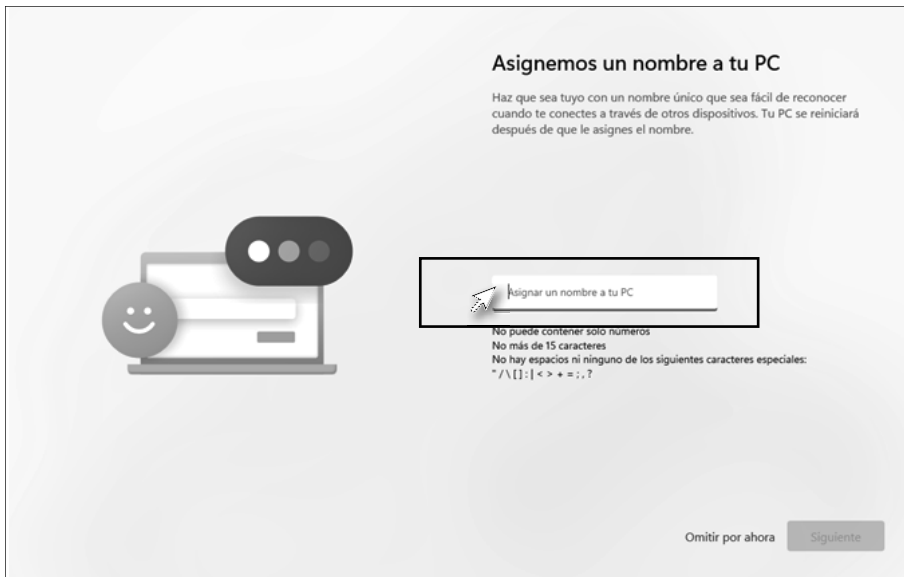 Asignemos un nombre a tu PC
Haz que sea tuyo con un nombre único que sea fácil de reconocer
cuando te conectes a través de otros dispositivos. Tu PC se reiniciará
después de que le asignes el nombre.
Asignar un nombre a tu PC
No puede contener solo números
No más de 15 caracteres
No hay espacios ni ninguno de los siguientes caracteres especiales:
" / \ [ ] : | < > + = ; , ?
Omitir por ahora
Siguiente